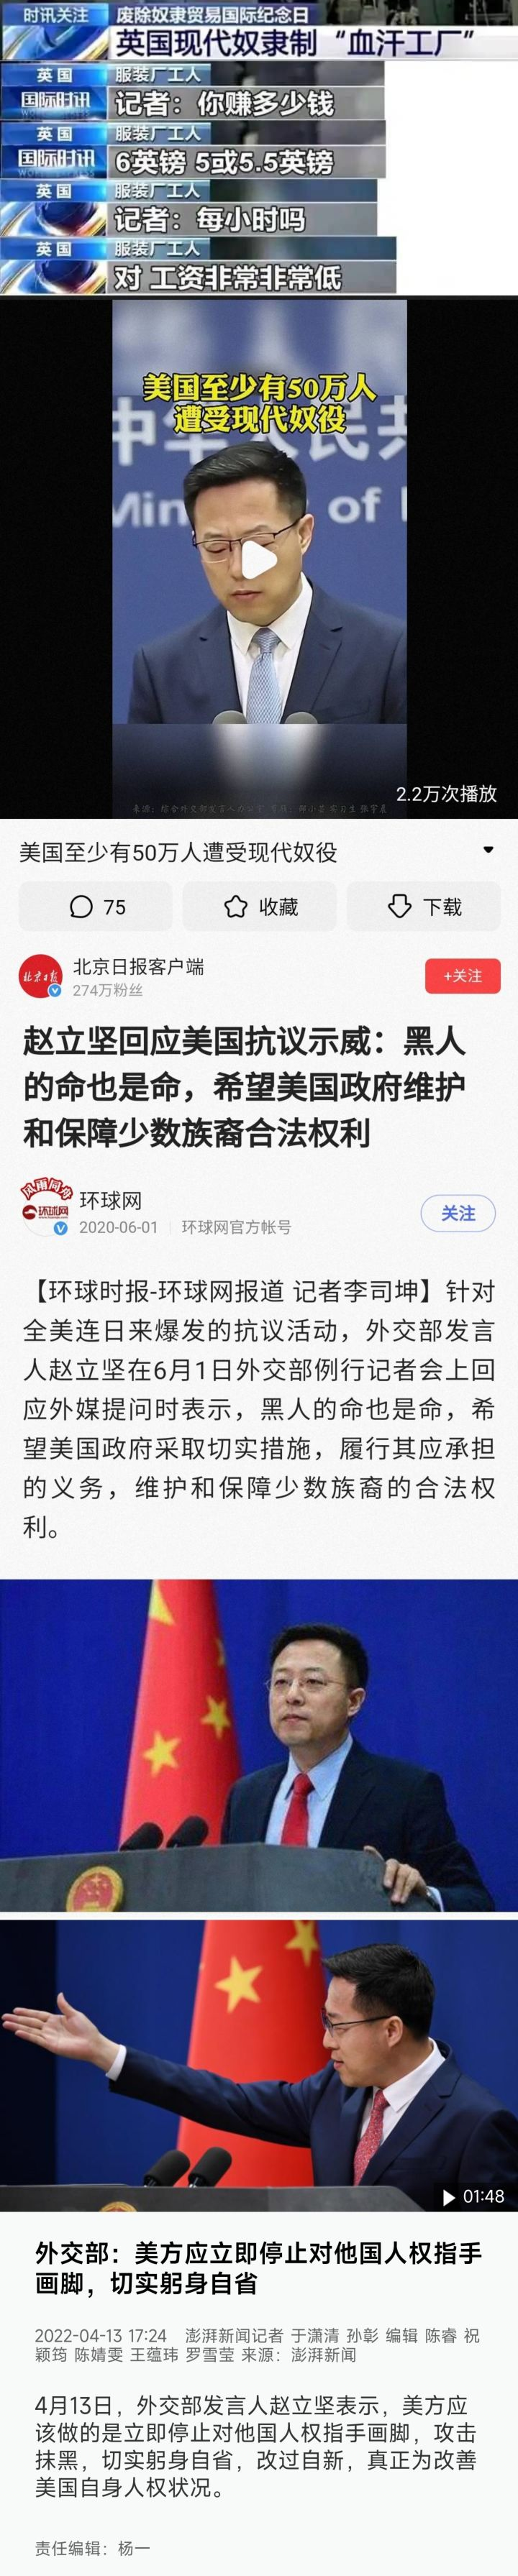 时讯关注
废除奴隶贸易国际纪念日
英国现代奴隶制“血汗工厂”
英国
服装厂工人
国际时讯
记者：你赚多少钱
英国
服装厂工人
国际时讯
6英镑 5或5.5英镑
英国
服装厂工人
记者：每小时吗
英国
服装厂工人
对 工资非常非常低
美国至少有50万人
遭受现代奴役
中华人民共
Min of
2.2万次播放
美国至少有50万人遭受现代奴役
75
收藏
下载
北京日报
北京日报客户端
274万粉丝
+关注
赵立坚回应美国抗议示威：黑人
的命也是命，希望美国政府维护
和保障少数族裔合法权利
环球网
环球网
2020-06-01
环球网官方帐号
关注
【环球时报-环球网报道 记者李司坤】针对
全美连日来爆发的抗议活动，外交部发言
人赵立坚在6月1日外交部例行记者会上回
应外媒提问时表示，黑人的命也是命，希
望美国政府采取切实措施，履行其应承担
的义务，维护和保障少数族裔的合法权
利。
01:48
外交部：美方应立即停止对他国人权指手
画脚，切实躬身自省
2022-04-13 17:24 澎湃新闻记者 于潇清 孙彰 编辑 陈睿 祝
颖筠 陈婧雯 王蕴玮 罗雪莹 来源：澎湃新闻
4月13日，外交部发言人赵立坚表示，美方应
该做的是立即停止对他国人权指手画脚，攻击
抹黑，切实躬身自省，改过自新，真正为改善
美国自身人权状况。
责任编辑：杨一